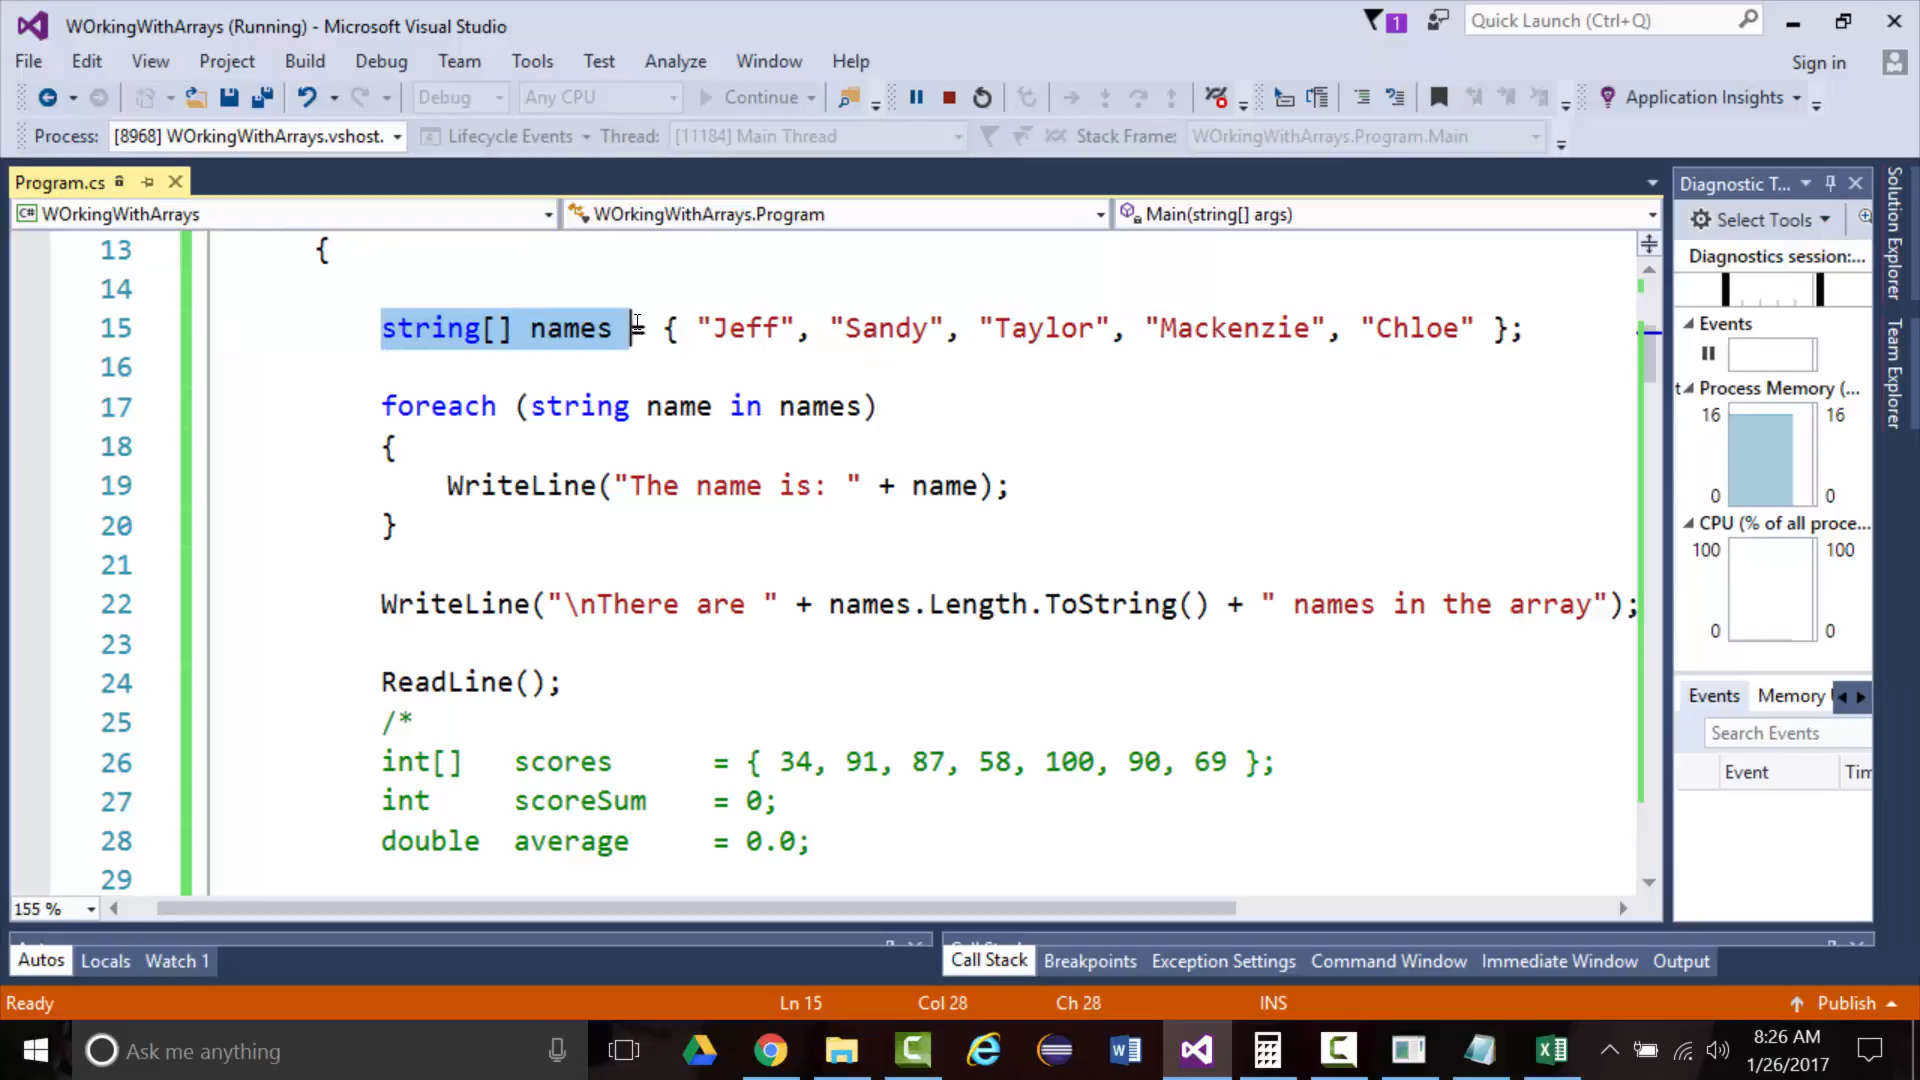 WOrkingWithArrays (Running) - Microsoft Visual Studio
1
Quick Launch (Ctrl+Q)
File Edit View Project Build Debug Team Tools Test Analyze Window Help
Sign in
Debug Any CPU Continue Application Insights
Process: [8968] WOrkingWithArrays.vshost. Lifecycle Events Thread: [11184] Main Thread Stack Frame: WOrkingWithArrays.Program.Main
Program.cs
C# WOrkingWithArrays WOrkingWithArrays.Program Main(string[] args)
13 {
14
15 string[] names = { "Jeff", "Sandy", "Taylor", "Mackenzie", "Chloe" };
16
17 foreach (string name in names)
18 {
19 WriteLine("The name is: " + name);
20 }
21
22 WriteLine("\nThere are " + names.Length.ToString() + " names in the array");
23
24 ReadLine();
25 /*
26 int[] scores = { 34, 91, 87, 58, 100, 90, 69 };
27 int scoreSum = 0;
28 double average = 0.0;
29
155 %
Diagnostic T...
Select Tools
Diagnostics session:...
Events
Process Memory (...
16 16
0 0
CPU (% of all proce...
100 100
0 0
Events Memory
Search Events
Event Tim
Solution Explorer
Team Explorer
Autos Locals Watch 1
Call Stack Breakpoints Exception Settings Command Window Immediate Window Output
Ready Ln 15 Col 28 Ch 28 INS Publish
Ask me anything
8:26 AM
1/26/2017